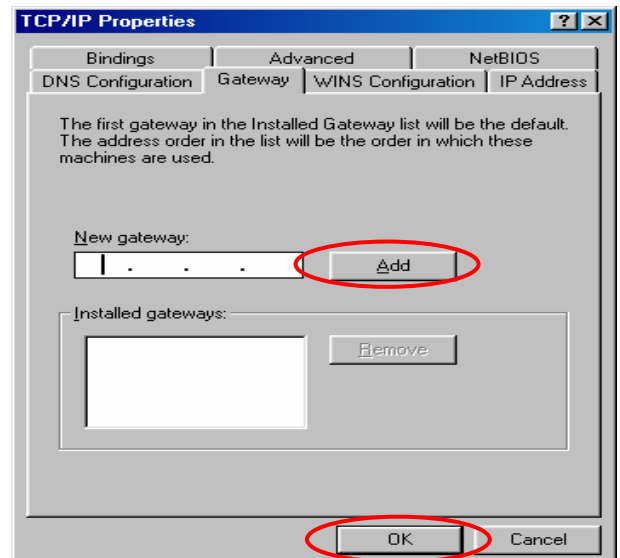 TCP/IP Properties ? ×
Bindings Advanced NetBIOS
DNS Configuration Gateway WINS Configuration IP Address
The first gateway in the Installed Gateway list will be the default.
The address order in the list will be the order in which these
machines are used.
New gateway:
. . . Add
Installed gateways:
Remove
OK Cancel